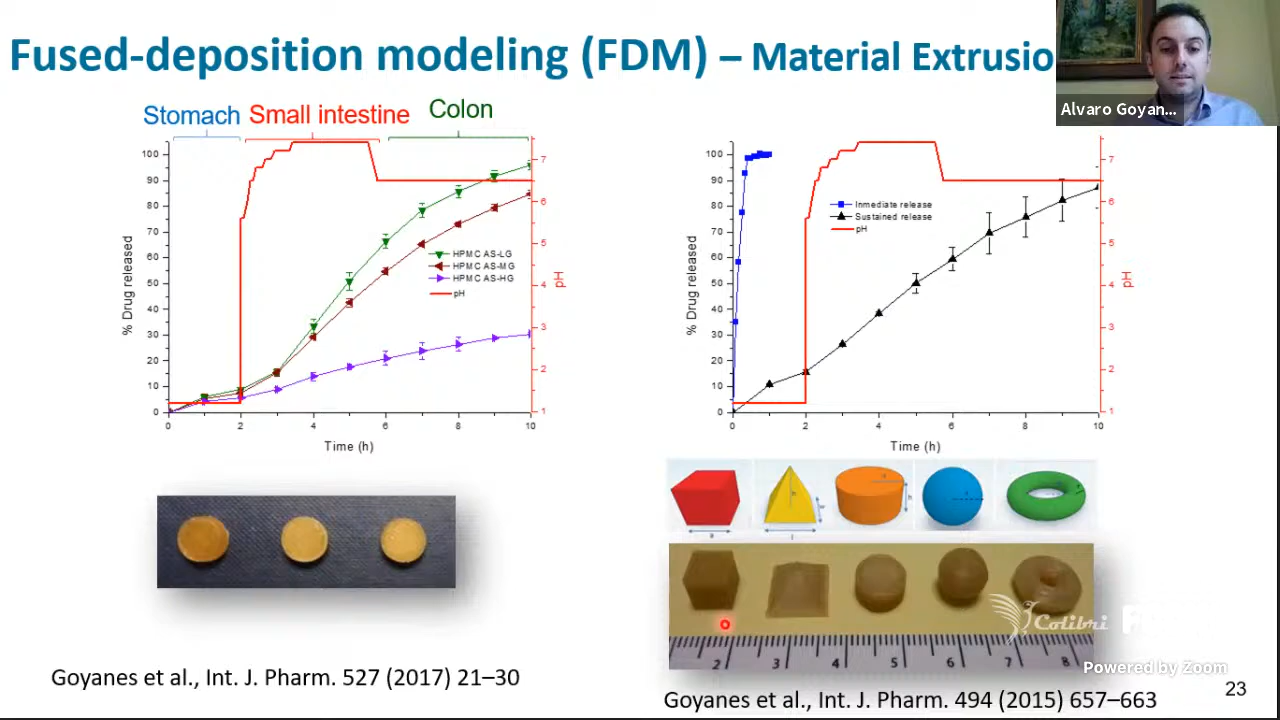 Fused-deposition modeling (FDM) – Material Extrusio
Alvaro Goyan...
Stomach Small intestine Colon
100
90
80
70
60
50
40
30
20
10
0
% Drug released
0 2 4 6 8 10
Time (h)
7
6
5
4
3
2
1
pH
HPMC AS-LG
HPMC AS-MG
HPMC AS-HG
pH
100
90
80
70
60
50
40
30
20
10
0
% Drug released
0 2 4 6 8 10
Time (h)
7
6
5
4
3
2
1
pH
Inmediate release
Sustained release
pH
2 3 4 5 6 7 8
Colibri
Powered by Zoom
Goyanes et al., Int. J. Pharm. 527 (2017) 21–30
Goyanes et al., Int. J. Pharm. 494 (2015) 657–663
23